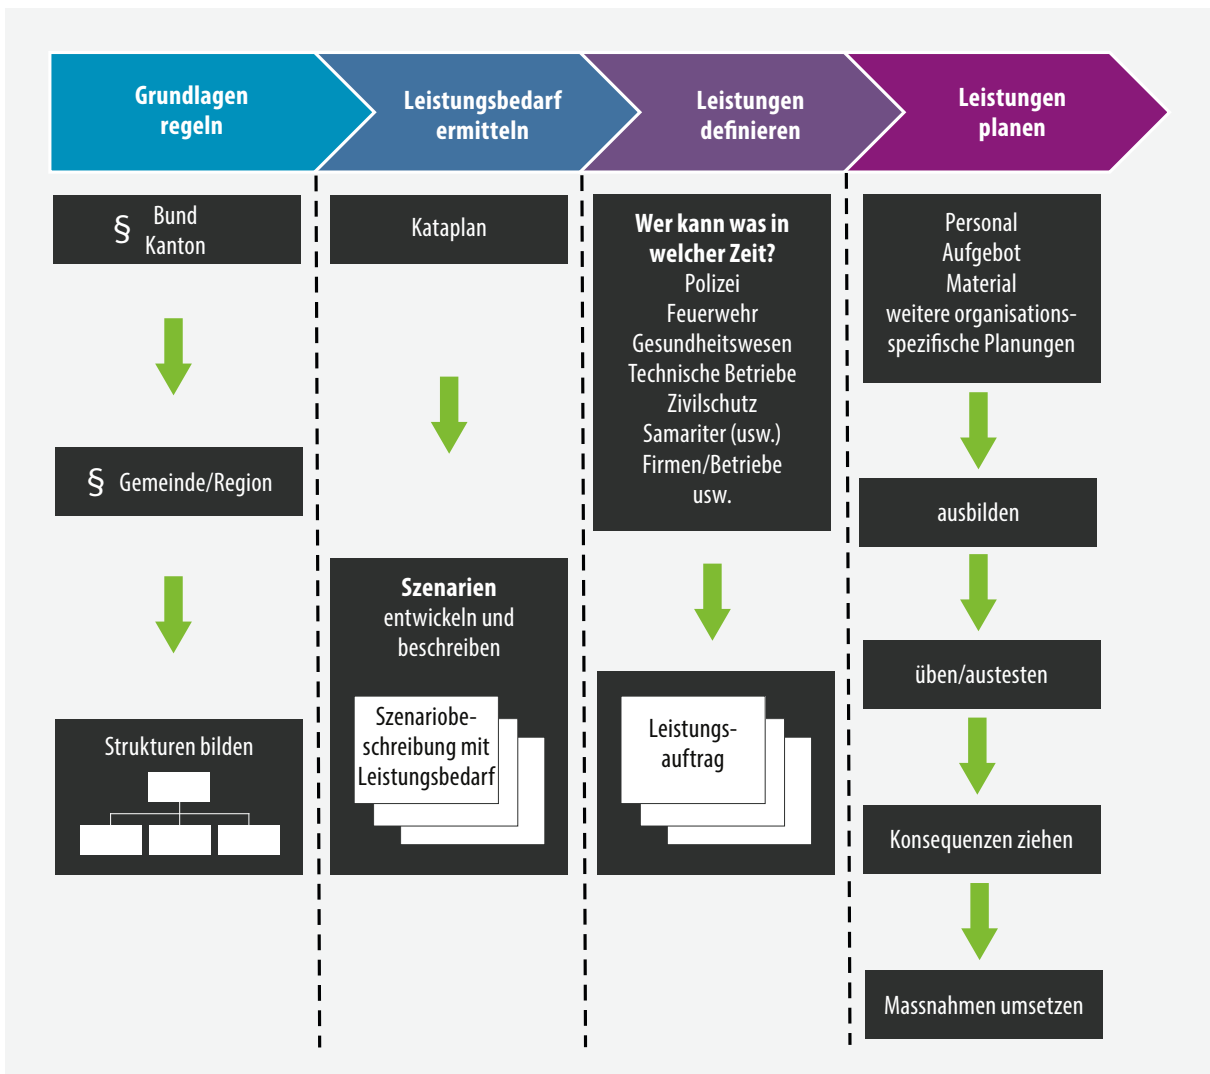 Grundlagen
regeln
Leistungsbedarf
ermitteln
Leistungen
definieren
Leistungen
planen
§ Bund
Kanton
§ Gemeinde/Region
Strukturen bilden
Kataplan
Szenarien
entwickeln und
beschreiben
Szenariobe-
schreibung mit
Leistungsbedarf
Wer kann was in
welcher Zeit?
Polizei
Feuerwehr
Gesundheitswesen
Technische Betriebe
Zivilschutz
Samariter (usw.)
Firmen/Betriebe
usw.
Leistungs-
auftrag
Personal
Aufgebot
Material
weitere organisations-
spezifische Planungen
ausbilden
üben/austesten
Konsequenzen ziehen
Massnahmen umsetzen